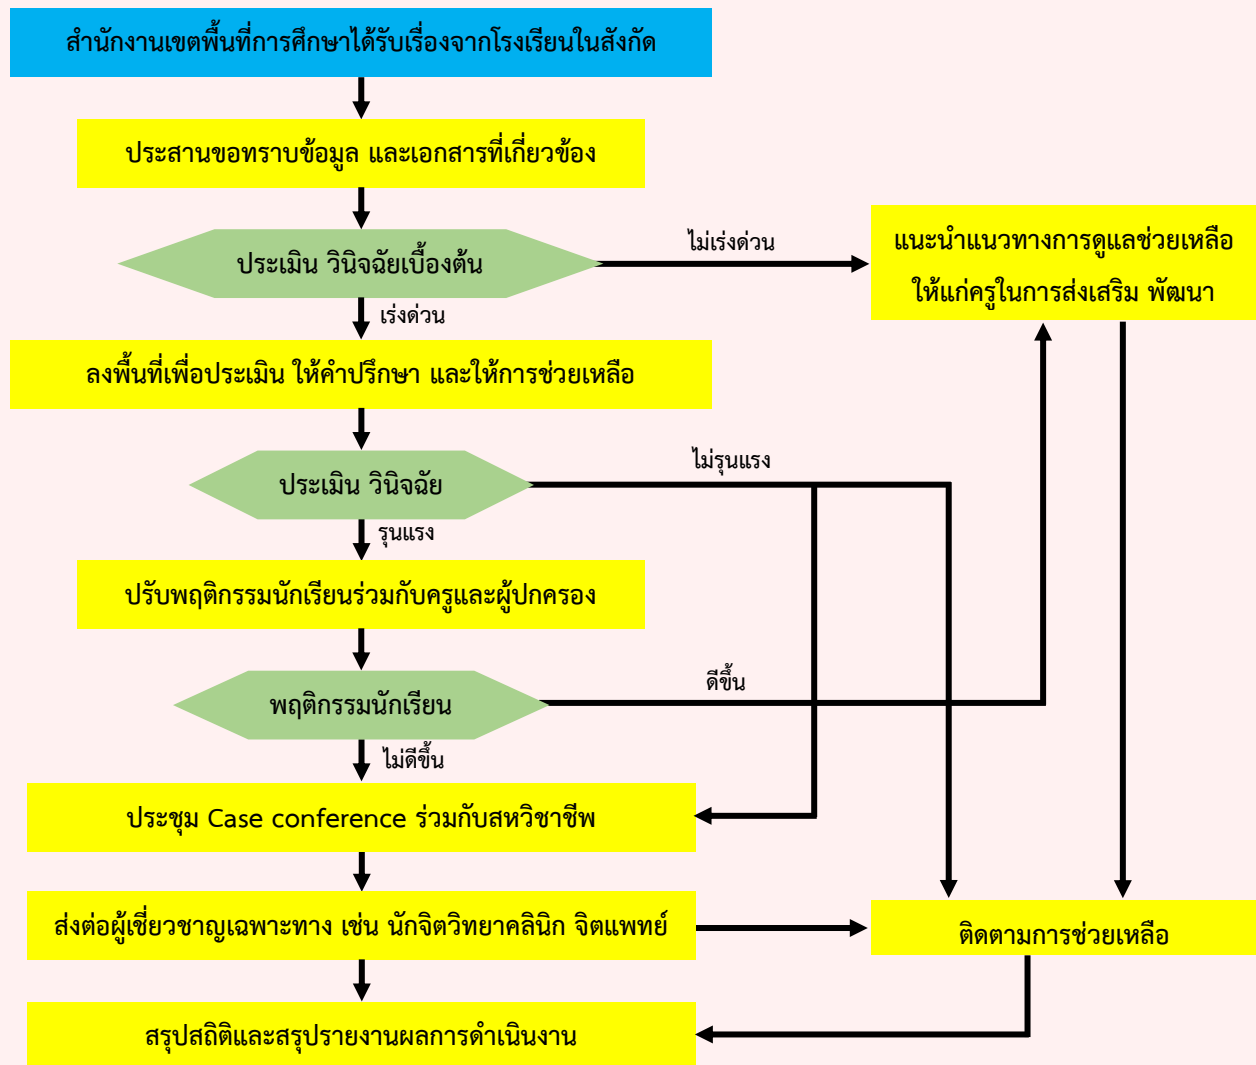 สำนักงานเขตพื้นที่การศึกษาได้รับเรื่องจากโรงเรียนในสังกัด
ประสานขอทราบข้อมูล และเอกสารที่เกี่ยวข้อง
ประเมิน วินิจฉัยเบื้องต้น
ไม่เร่งด่วน
แนะนำแนวทางการดูแลช่วยเหลือ
ให้แก่ครูในการส่งเสริม พัฒนา
เร่งด่วน
ลงพื้นที่เพื่อประเมิน ให้คำปรึกษา และให้การช่วยเหลือ
ประเมิน วินิจฉัย
ไม่รุนแรง
รุนแรง
ปรับพฤติกรรมนักเรียนร่วมกับครูและผู้ปกครอง
พฤติกรรมนักเรียน
ดีขึ้น
ไม่ดีขึ้น
ประชุม Case conference ร่วมกับสหวิชาชีพ
ส่งต่อผู้เชี่ยวชาญเฉพาะทาง เช่น นักจิตวิทยาคลินิก จิตแพทย์
ติดตามการช่วยเหลือ
สรุปสถิติและสรุปรายงานผลการดำเนินงาน